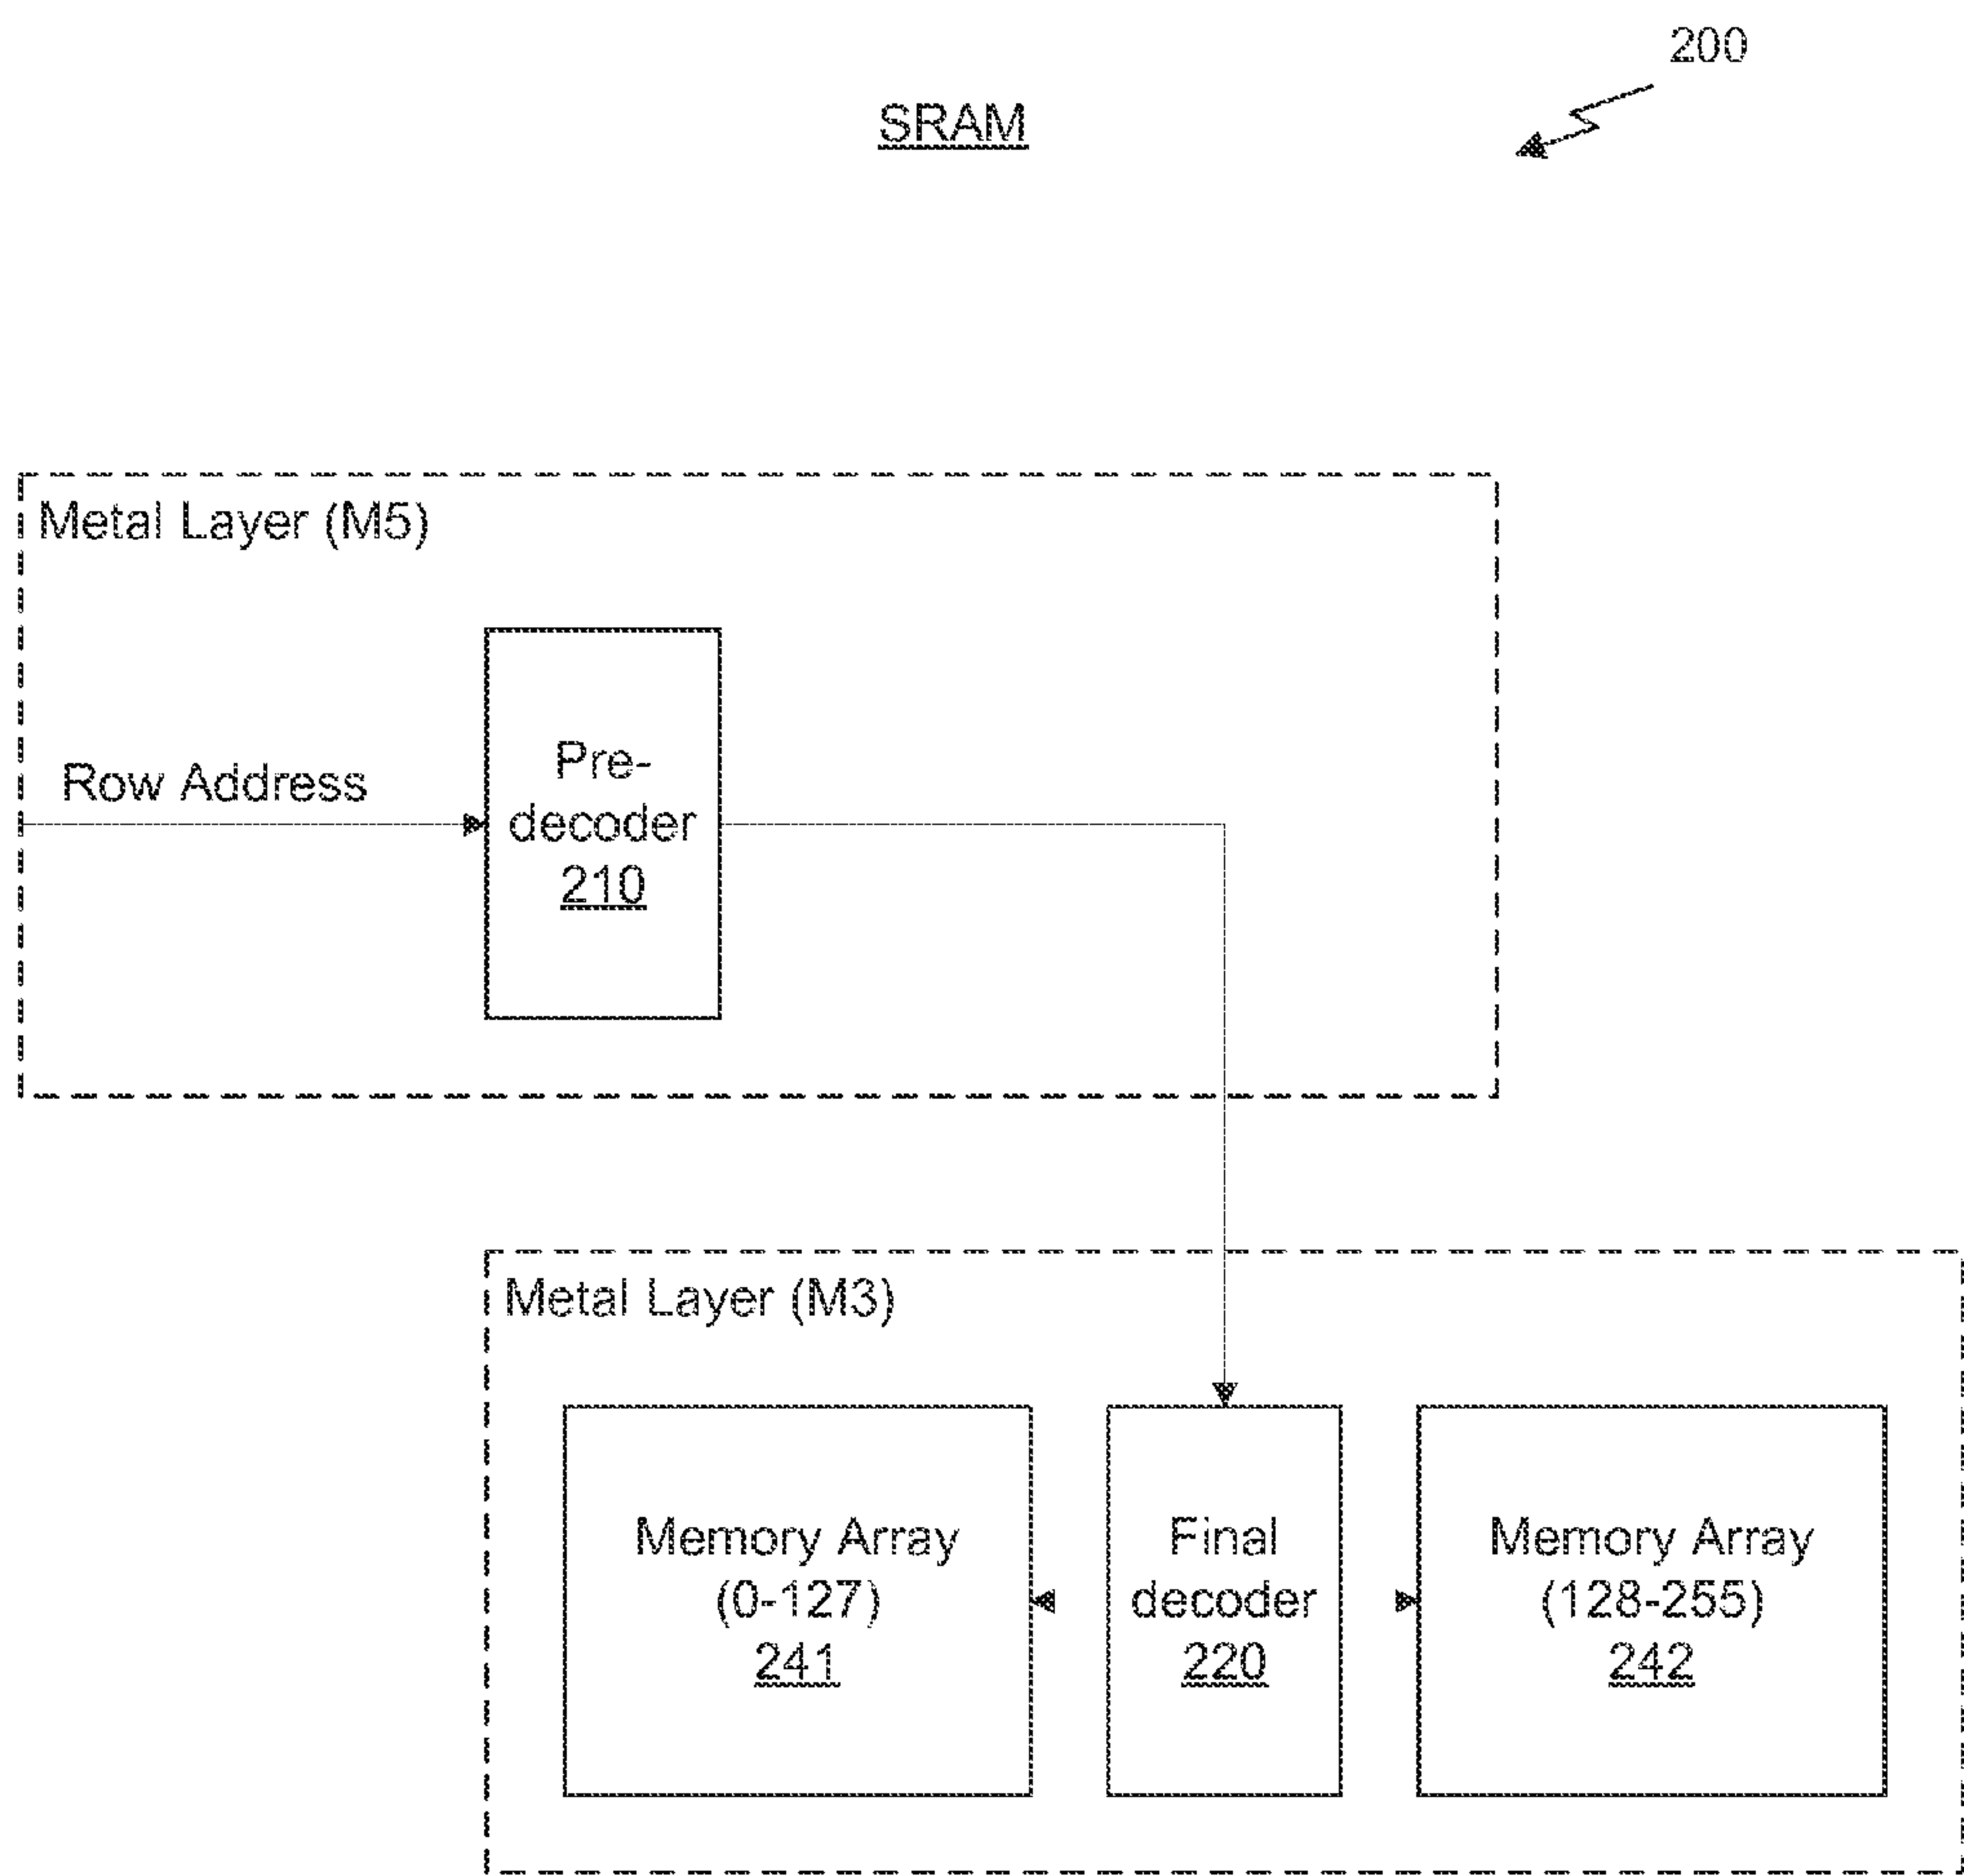 200
SRAM
Metal Layer (M5)
Row Address
Pre-
decoder
210
Metal Layer (M3)
Memory Array
(0-127)
241
Final
decoder
220
Memory Array
(128-255)
242